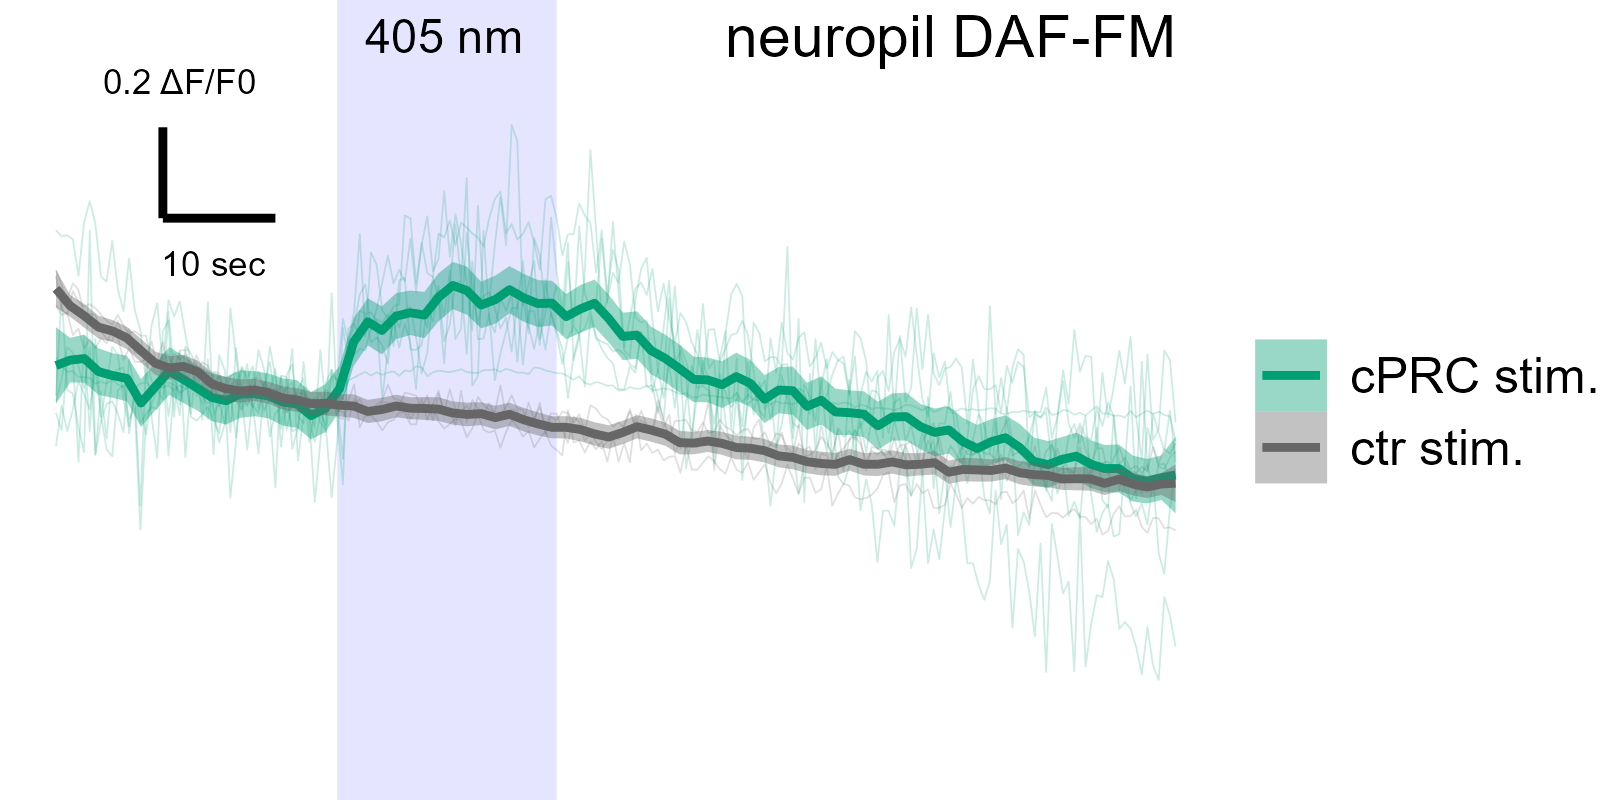 405 nm
neuropil DAF-FM
0.2 ΔF/F0
10 sec
cPRC stim.
ctr stim.